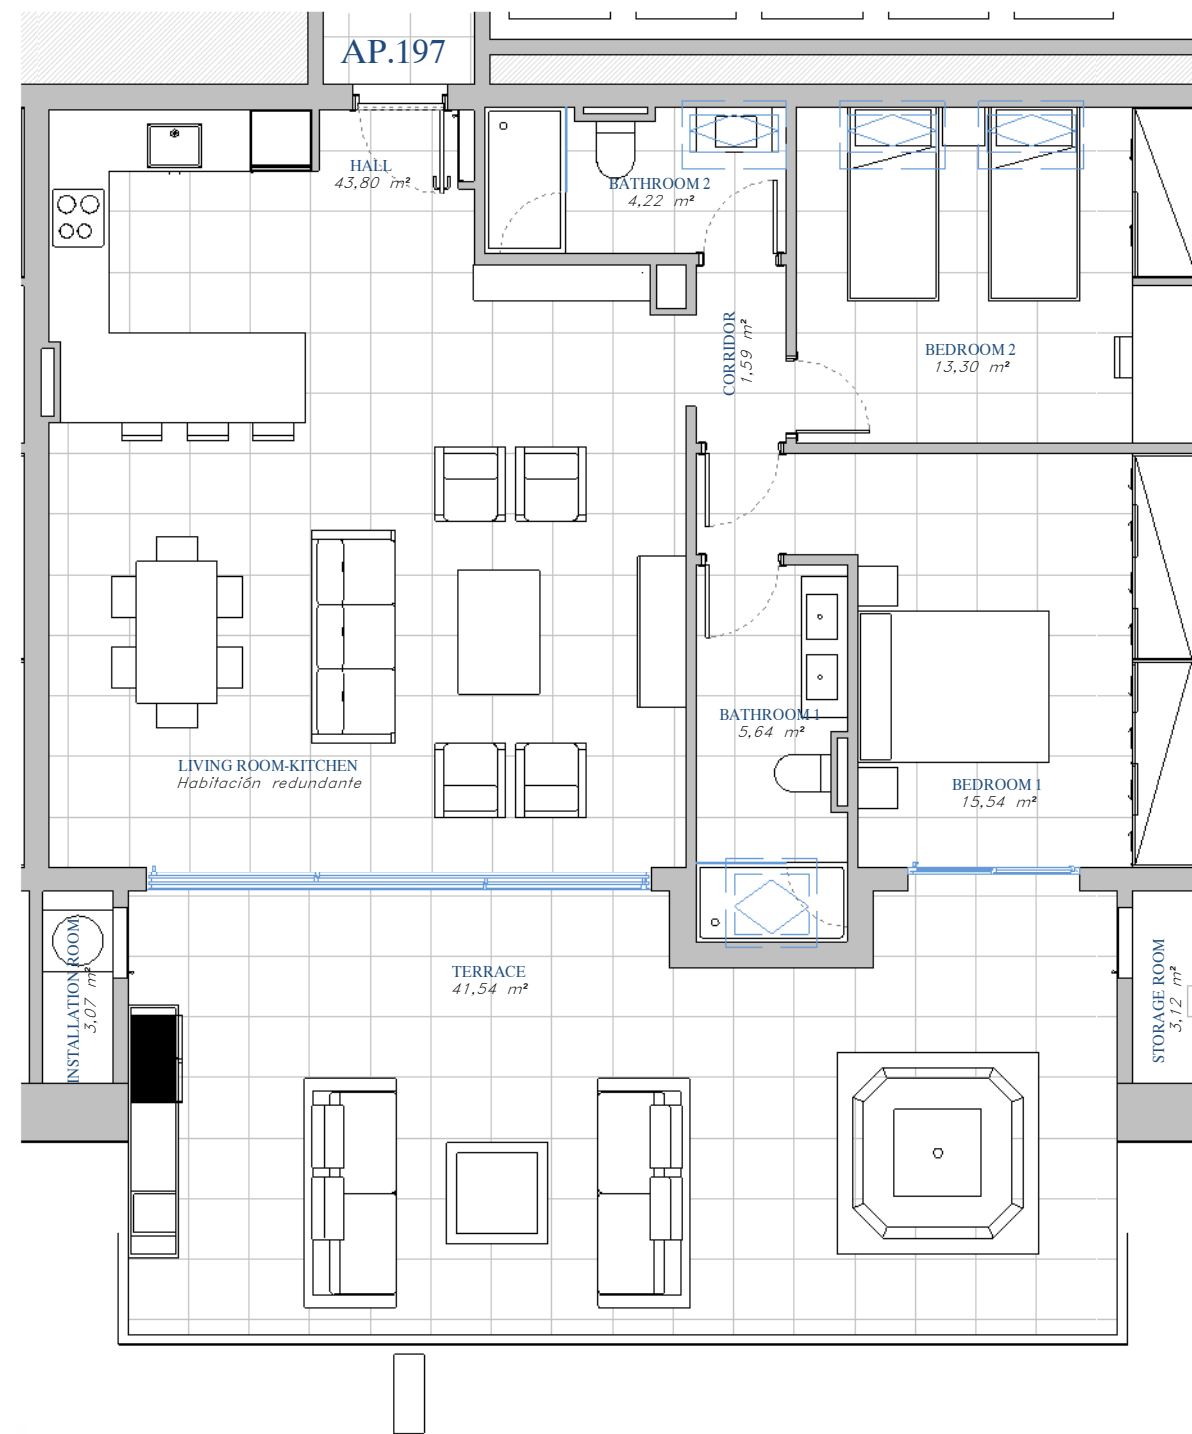 AP.197
HALL
43,80 m²
BATHROOM 2
4,22 m²
CORRIDOR
1,59 m²
BEDROOM 2
13,30 m²
BATHROOM 1
5,64 m²
LIVING ROOM-KITCHEN
Habitación redundante
BEDROOM 1
15,54 m²
INSTALLATION ROOM
3,07 m²
TERRACE
41,54 m²
STORAGE ROOM
3,12 m²